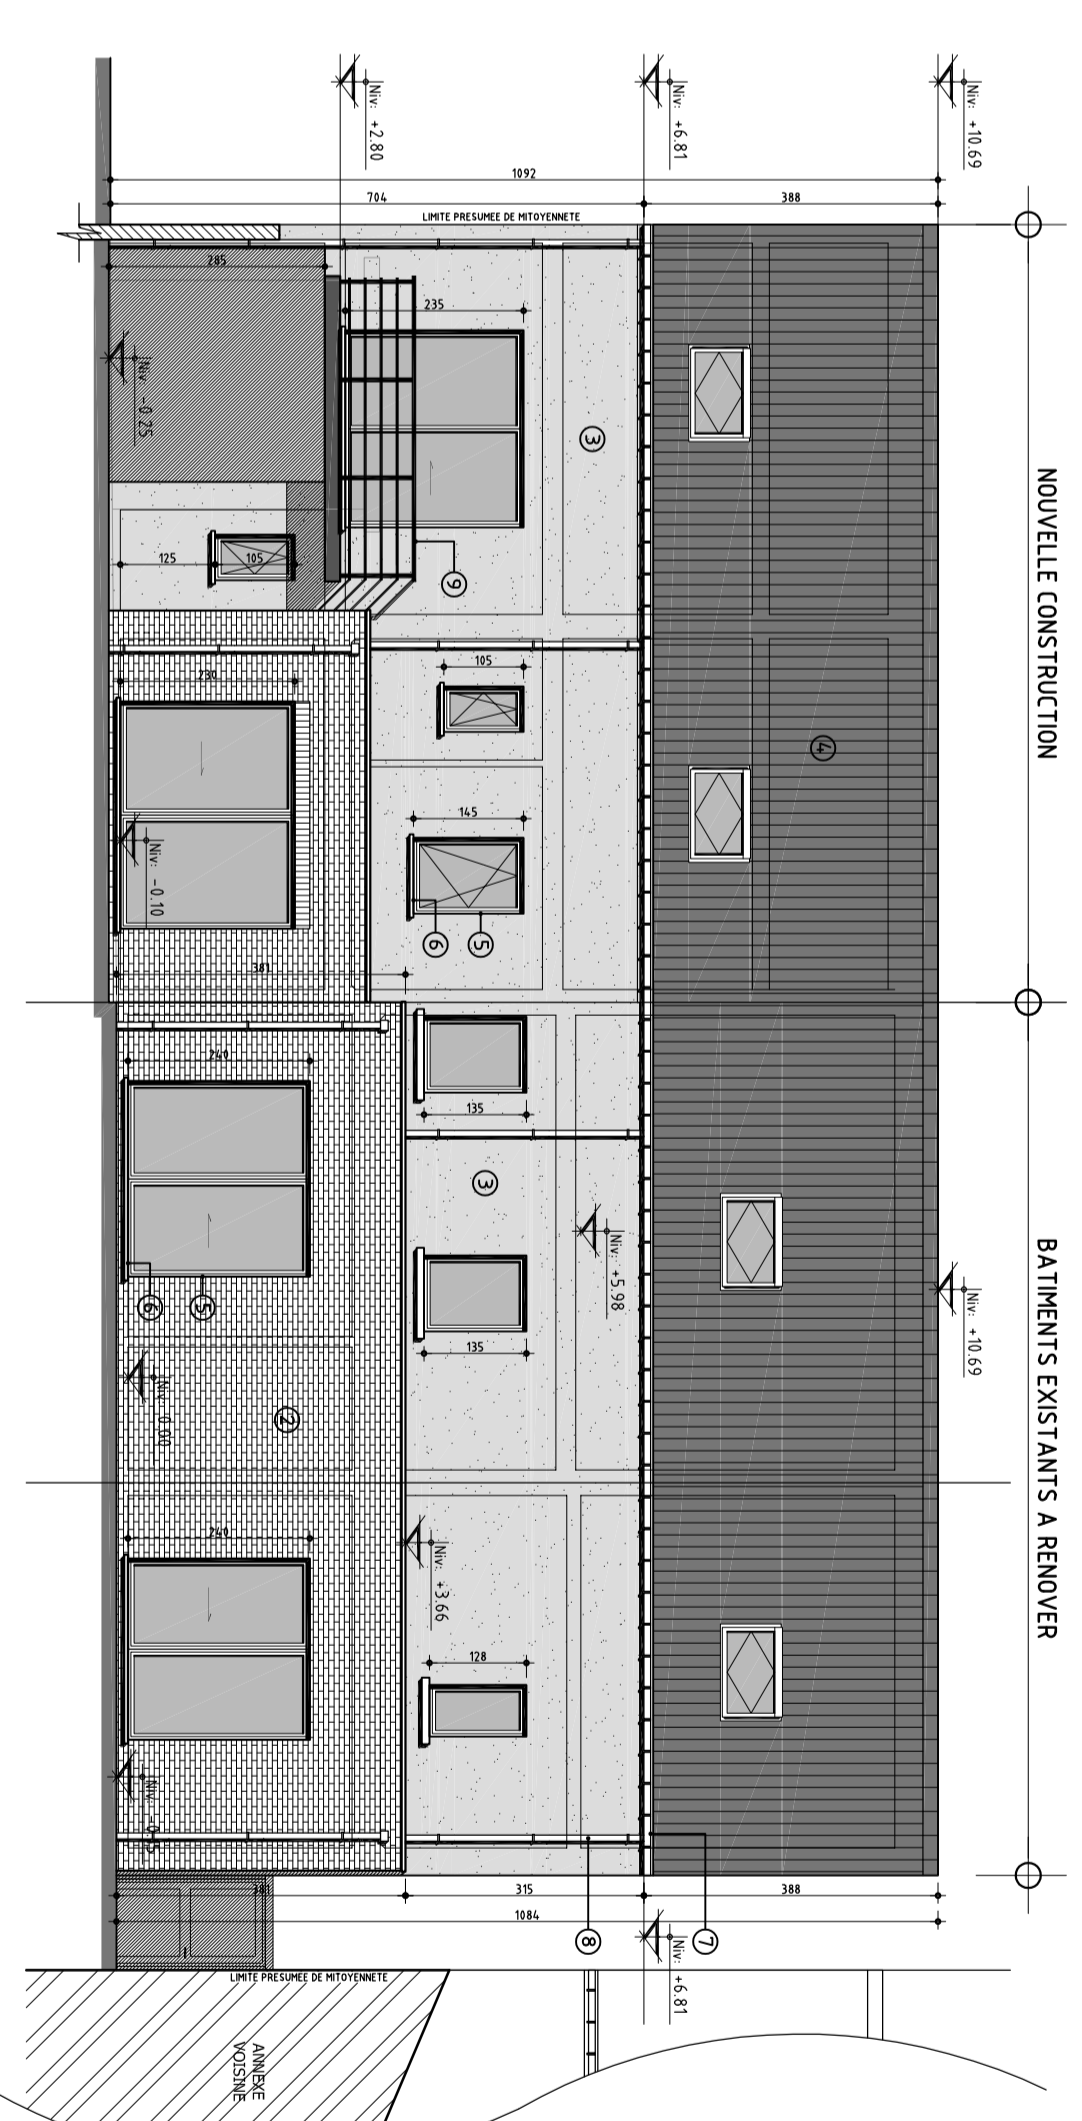 NOUVELLE CONSTRUCTION
BATIMENTS EXISTANTS A RENOVER
Niv: +10.69
Niv: +10.69
388
4
388
Niv: +6.81
7
Niv: +6.81
1092
704
LIMITE PRESUMEE DE MITOYENNETE
3
Niv: +5.98
8
235
9
105
145
5
6
135
3
135
128
315
1084
Niv: +2.80
Niv: +3.66
285
125
105
230
381
240
2
240
381
5
6
Niv: -0.25
Niv: -0.10
Niv: 0.00
LIMITE PRESUMEE DE MITOYENNETE
ANNEXE
VOISINE